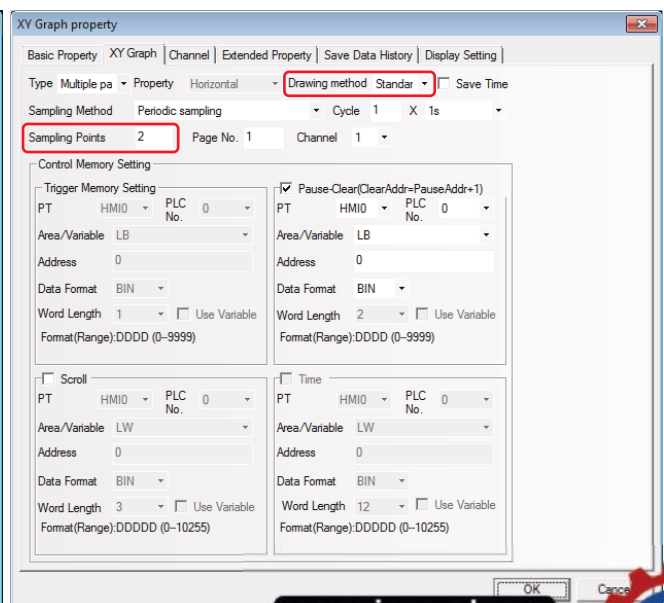 XY Graph property
Basic Property XY Graph Channel Extended Property Save Data History Display Setting
Type Multiple pa Property Horizontal Drawing method Standar Save Time
Sampling Method Periodic sampling Cycle 1 X 1s
Sampling Points 2 Page No. 1 Channel 1
Control Memory Setting
Trigger Memory Setting
PT HMI0 PLC No. 0
Area/Variable LB
Address 0
Data Format BIN
Word Length 1 Use Variable
Format(Range):DDDD (0--9999)
Pause-Clear(ClearAddr=PauseAddr+1)
PT HMI0 PLC No. 0
Area/Variable LB
Address 0
Data Format BIN
Word Length 2 Use Variable
Format(Range):DDDD (0--9999)
Scroll
PT HMI0 PLC No. 0
Area/Variable LW
Address 0
Data Format BIN
Word Length 3 Use Variable
Format(Range):DDDDD (0--10255)
Time
PT HMI0 PLC No. 0
Area/Variable LW
Address 0
Data Format BIN
Word Length 12 Use Variable
Format(Range):DDDDD (0--10255)
OK Cance